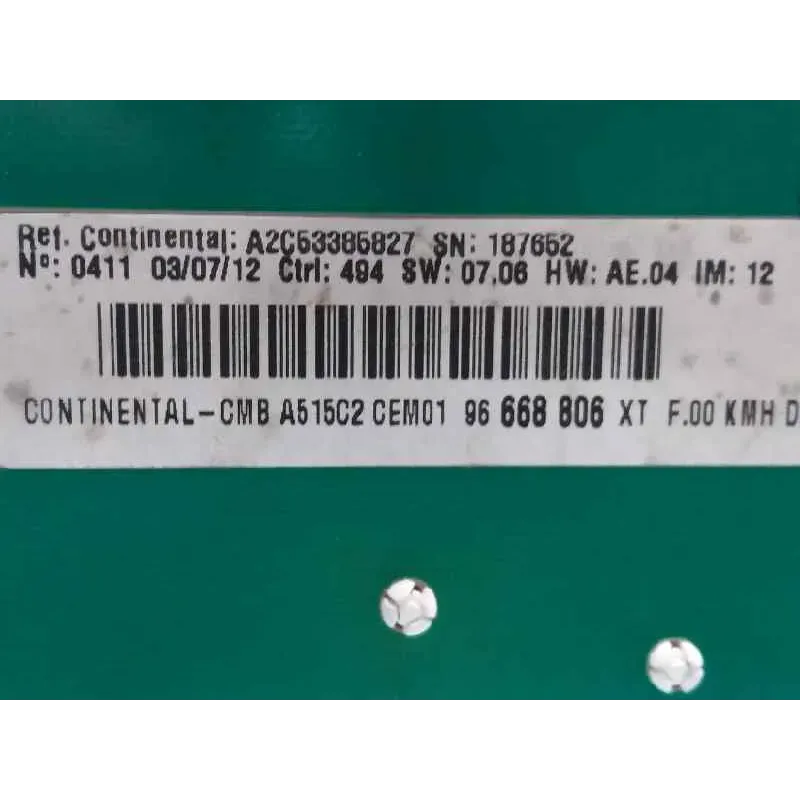 Ref. Continental: A2C53385827 SN: 187652
Nº: 0411 03/07/12 Ctrl: 494 SW: 07.06 HW: AE.04 IM: 12
CONTINENTAL-CMB A515C2 CEM01 96 668 806 XT F.00 KMH D